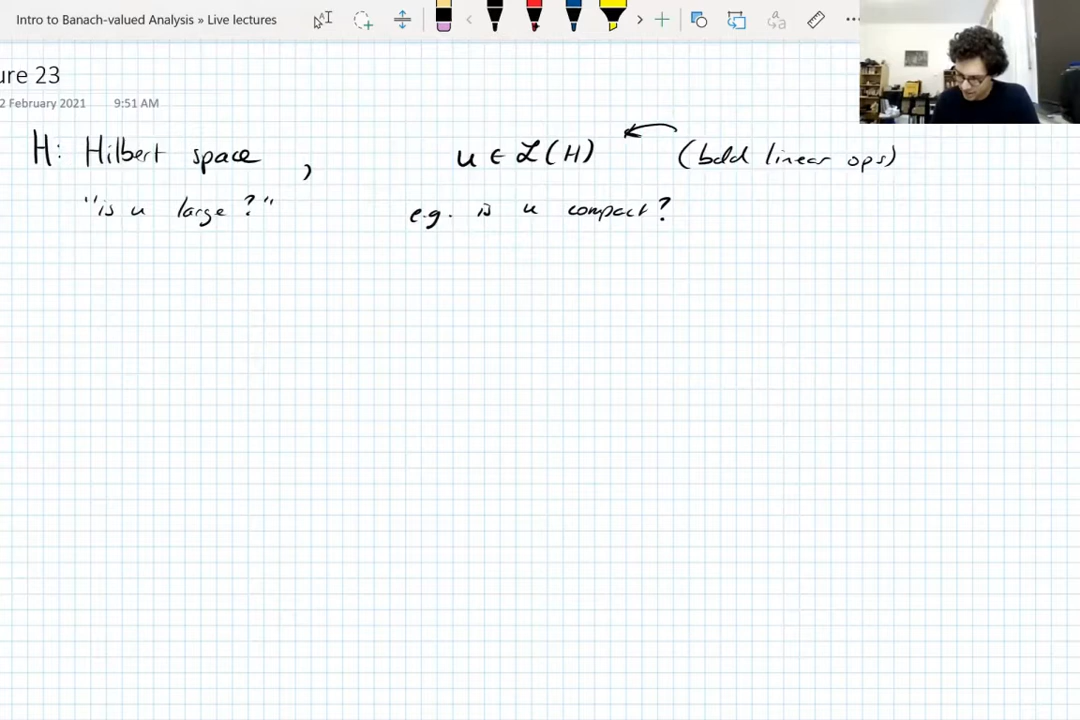 Intro to Banach-valued Analysis » Live lectures
ure 23
2 February 2021 9:51 AM
H: Hilbert space , u ∈ ℒ(H) (bdd linear ops)
"is u large?" e.g. is u compact?